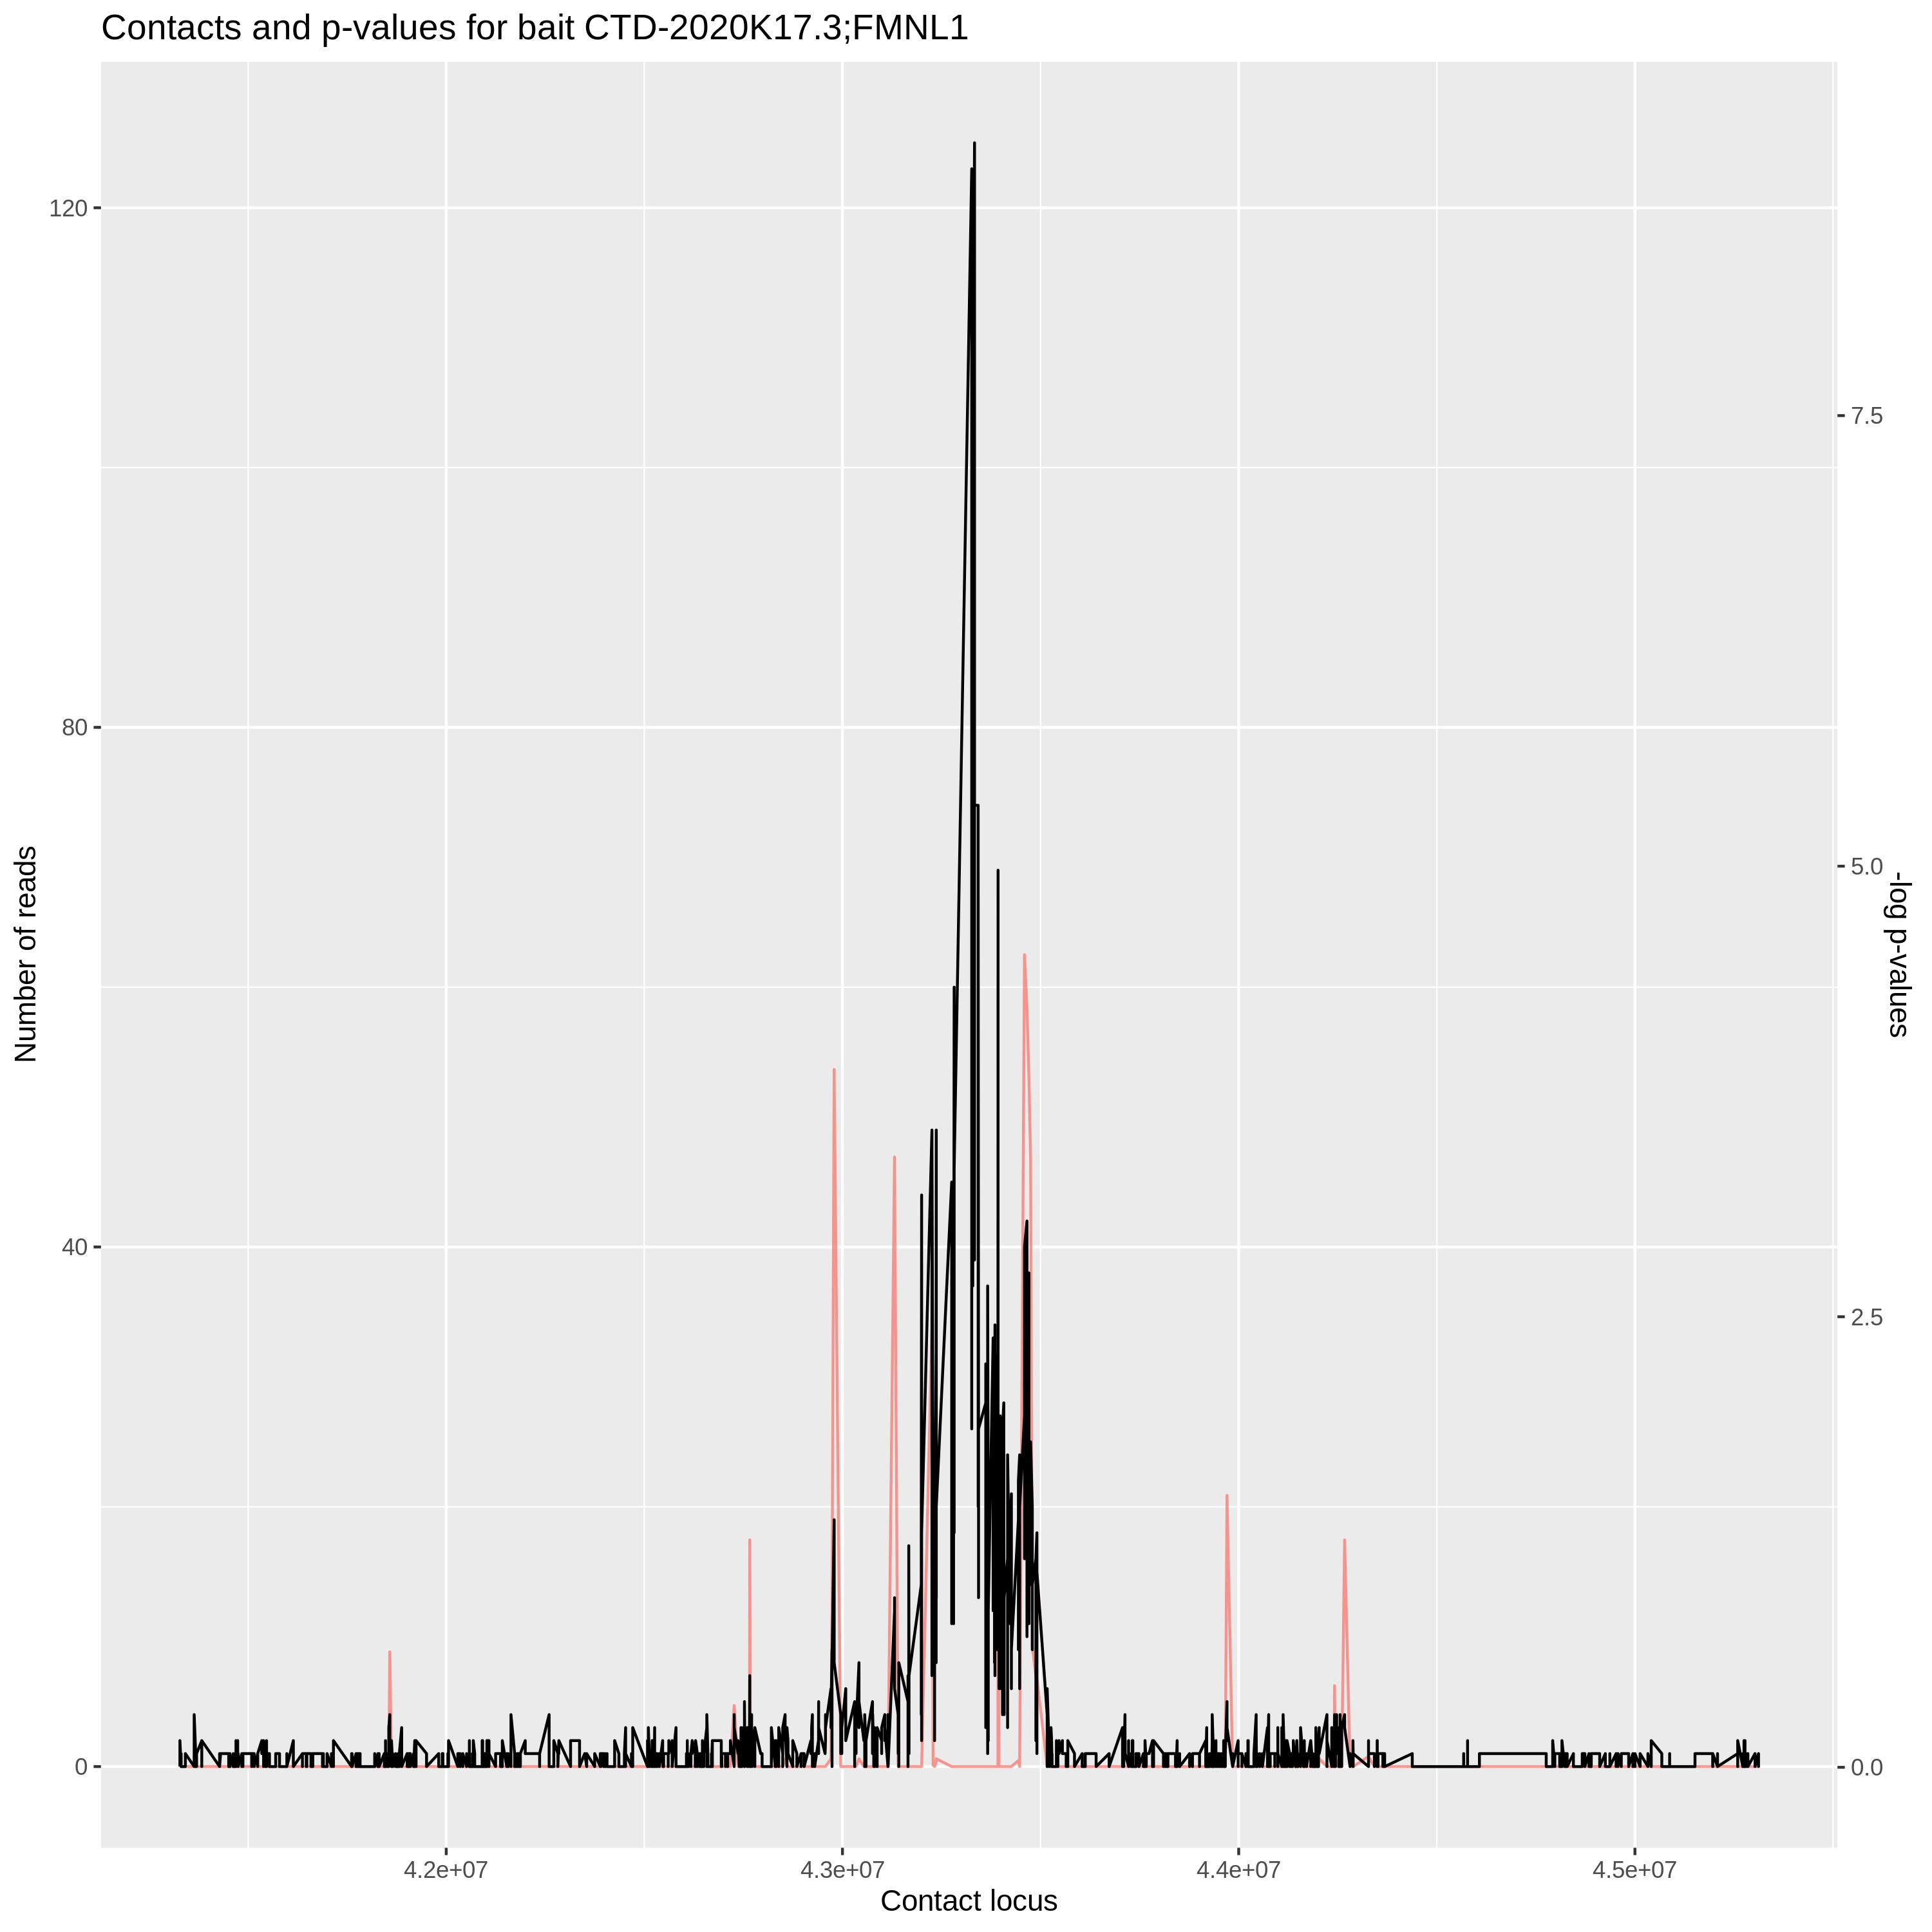 Contacts and p-values for bait CTD-2020K17.3;FMNL1
Number of reads
120
80
40
0
7.5
5.0
2.5
0.0
-log p-values
4.2e+07
4.3e+07
4.4e+07
4.5e+07
Contact locus